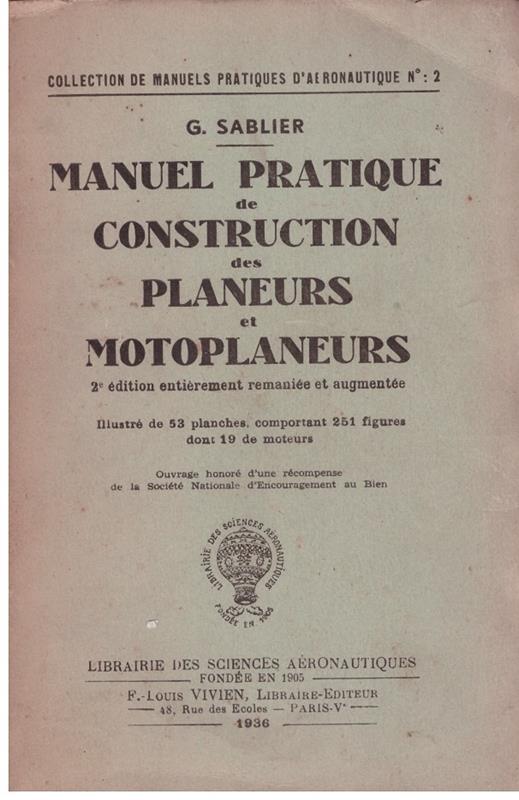 COLLECTION DE MANUELS PRATIQUES D'AERONAUTIQUE N°: 2
G. SABLIER
MANUEL PRATIQUE
de
CONSTRUCTION
des
PLANEURS
et
MOTOPLANEURS
2e édition entièrement remaniée et augmentée
Illustré de 53 planches, comportant 251 figures
dont 19 de moteurs
Ouvrage honoré d'une récompense
de la Société Nationale d'Encouragement au Bien
LIBRAIRIE DES SCIENCES AÉRONAUTIQUES
FONDÉE EN 1905
LIBRAIRIE DES SCIENCES AÉRONAUTIQUES
FONDÉE EN 1905
F.-LOUIS VIVIEN, LIBRAIRE-EDITEUR
48, Rue des Ecoles — PARIS-Ve
1936